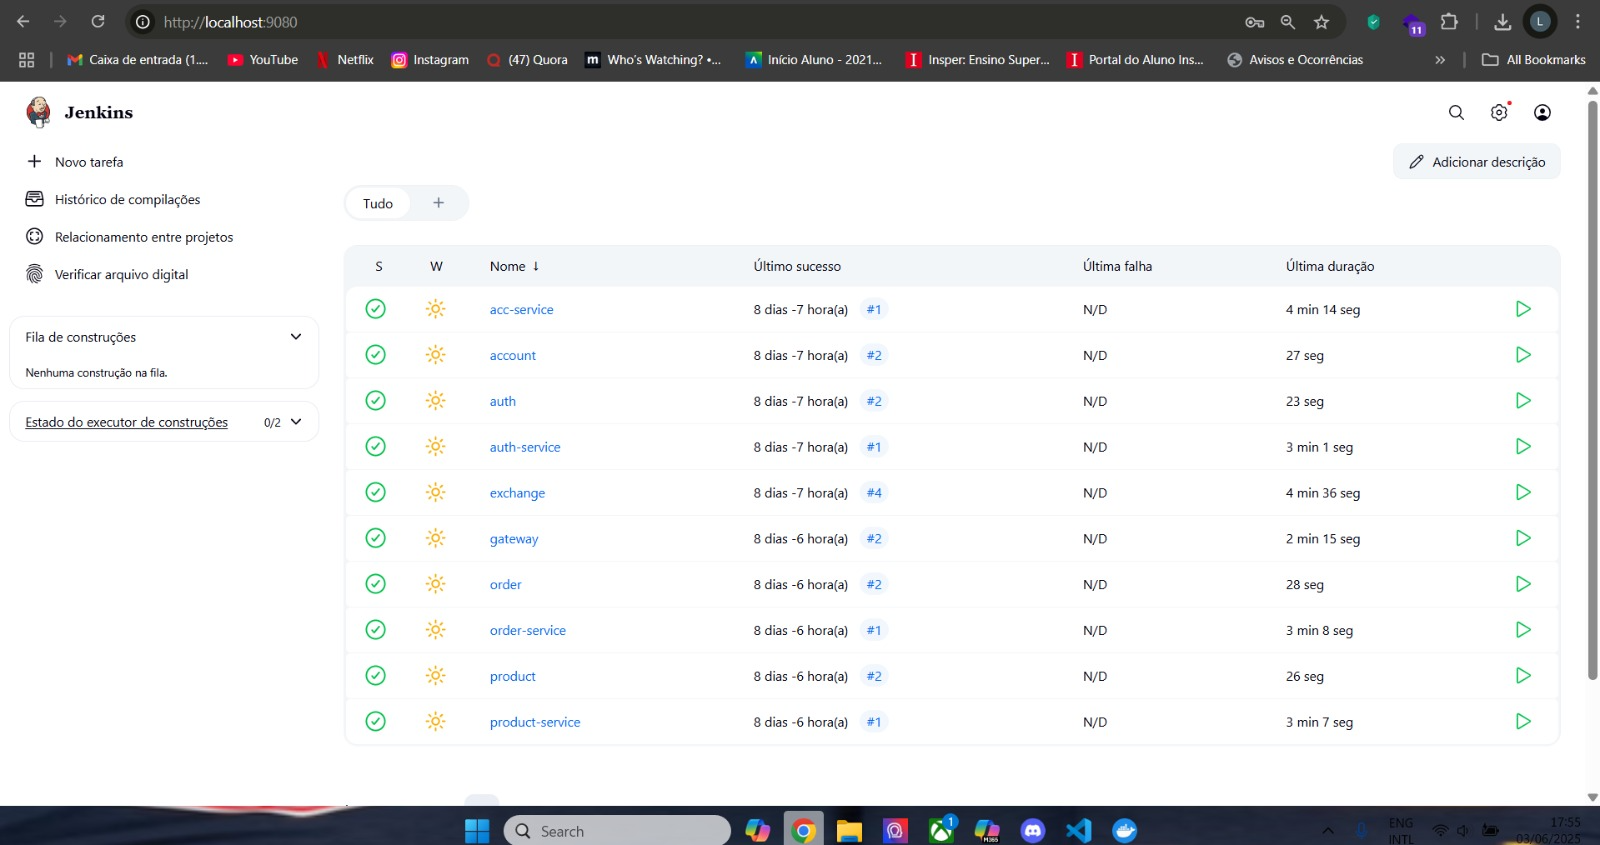 http://localhost:9080
L
11
Caixa de entrada (1.... YouTube Netflix Instagram (47) Quora m Who's Watching? •... Início Aluno - 2021... Insper: Ensino Super... Portal do Aluno Ins... Avisos e Ocorrências » All Bookmarks
Jenkins
Novo tarefa
Adicionar descrição
Histórico de compilações
Tudo +
Relacionamento entre projetos
Verificar arquivo digital
Fila de construções
Nenhuma construção na fila.
Estado do executor de construções 0/2
S W Nome ↓ Último sucesso Última falha Última duração
acc-service 8 dias -7 hora(a) #1 N/D 4 min 14 seg
account 8 dias -7 hora(a) #2 N/D 27 seg
auth 8 dias -7 hora(a) #2 N/D 23 seg
auth-service 8 dias -7 hora(a) #1 N/D 3 min 1 seg
exchange 8 dias -7 hora(a) #4 N/D 4 min 36 seg
gateway 8 dias -6 hora(a) #2 N/D 2 min 15 seg
order 8 dias -6 hora(a) #2 N/D 28 seg
order-service 8 dias -6 hora(a) #1 N/D 3 min 8 seg
product 8 dias -6 hora(a) #2 N/D 26 seg
product-service 8 dias -6 hora(a) #1 N/D 3 min 7 seg
Search
1
M365
ENG
INTL
17:55
03/06/2025